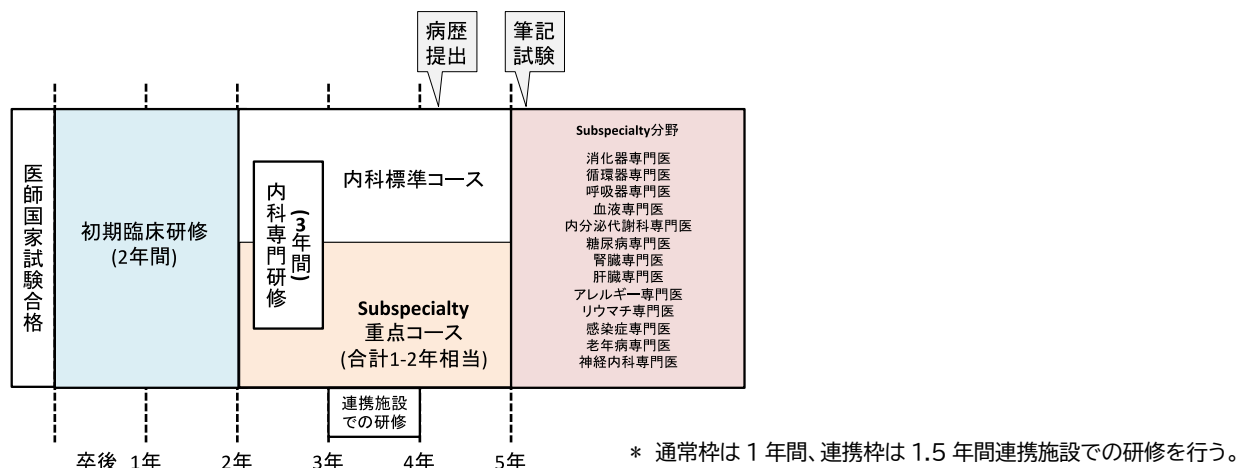 病歴
提出
筆記
試験
医師国家試験合格
初期臨床研修
(2年間)
内科専門研修
(3年間)
内科標準コース
Subspecialty
重点コース
(合計1-2年相当)
Subspecialty分野
消化器専門医
循環器専門医
呼吸器専門医
血液専門医
内分泌代謝科専門医
糖尿病専門医
腎臓専門医
肝臓専門医
アレルギー専門医
リウマチ専門医
感染症専門医
老年病専門医
神経内科専門医
連携施設
での研修
卒後 1年 2年 3年 4年 5年
* 通常枠は1年間、連携枠は1.5年間連携施設での研修を行う。